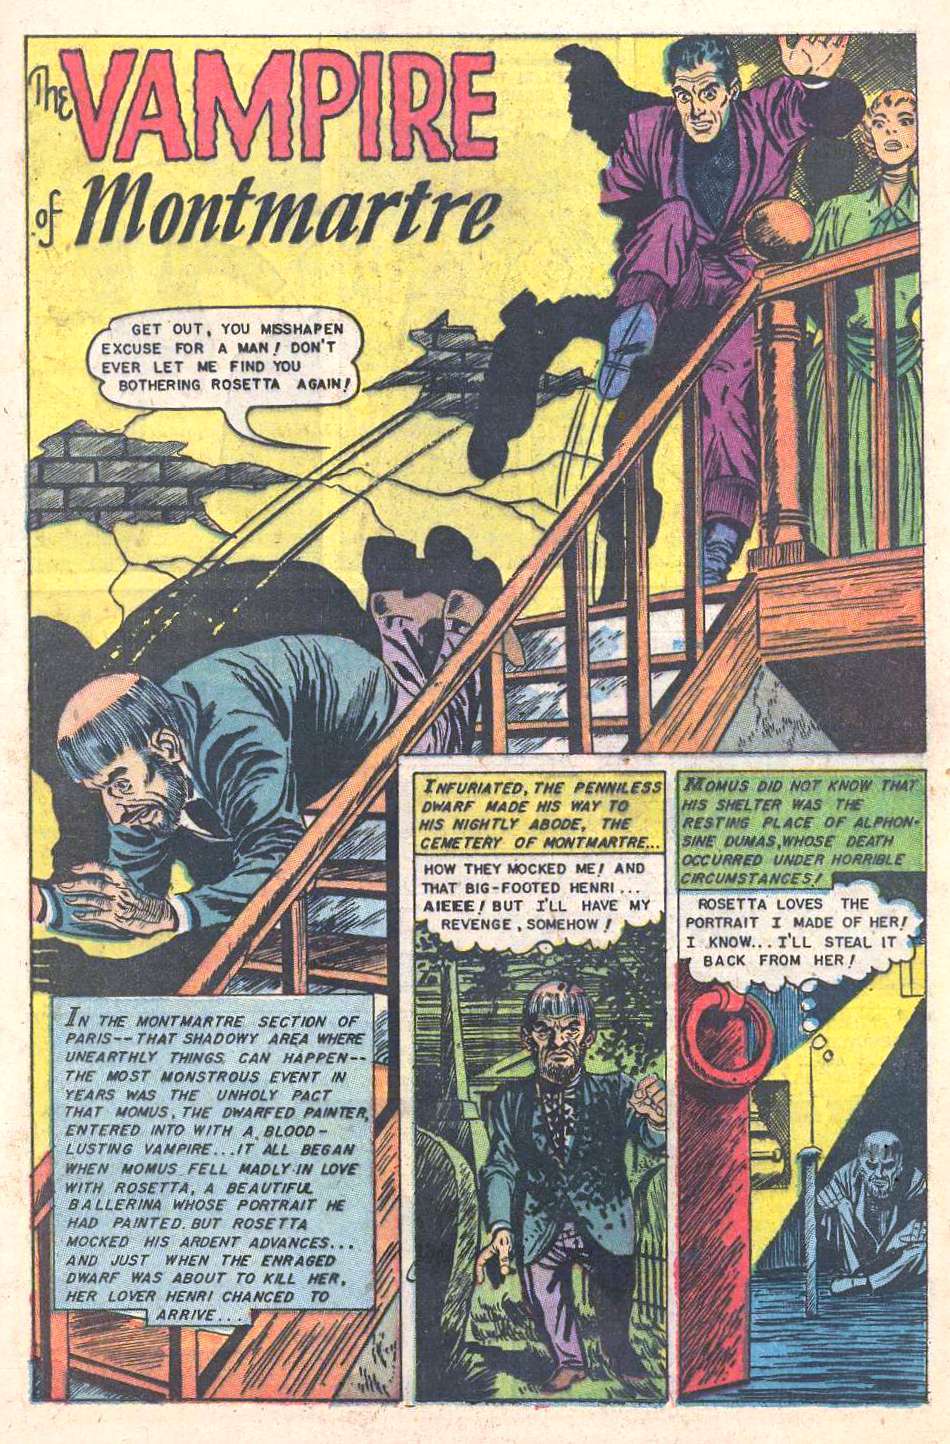 The VAMPIRE
of Montmartre
GET OUT, YOU MISSHAPEN
EXCUSE FOR A MAN! DON'T
EVER LET ME FIND YOU
BOTHERING ROSETTA AGAIN!
IN THE MONTMARTRE SECTION OF
PARIS--THAT SHADOWY AREA WHERE
UNEARTHLY THINGS CAN HAPPEN--
THE MOST MONSTROUS EVENT IN
YEARS WAS THE UNHOLY PACT
THAT MOMUS, THE DWARFED PAINTER,
ENTERED INTO WITH A BLOOD-
LUSTING VAMPIRE...IT ALL BEGAN
WHEN MOMUS FELL MADLY IN LOVE
WITH ROSETTA, A BEAUTIFUL
BALLERINA WHOSE PORTRAIT HE
HAD PAINTED. BUT ROSETTA
MOCKED HIS ARDENT ADVANCES...
AND JUST WHEN THE ENRAGED
DWARF WAS ABOUT TO KILL HER,
HER LOVER HENRI CHANCED TO
ARRIVE...
INFURIATED, THE PENNILESS
DWARF MADE HIS WAY TO
HIS NIGHTLY ABODE, THE
CEMETERY OF MONTMARTRE...
HOW THEY MOCKED ME! AND
THAT BIG-FOOTED HENRI...
AIEEE! BUT I'LL HAVE MY
REVENGE, SOMEHOW!
MOMUS DID NOT KNOW THAT
HIS SHELTER WAS THE
RESTING PLACE OF ALPHON-
SINE DUMAS, WHOSE DEATH
OCCURRED UNDER HORRIBLE
CIRCUMSTANCES!
ROSETTA LOVES THE
PORTRAIT I MADE OF HER!
I KNOW... I'LL STEAL IT
BACK FROM HER!